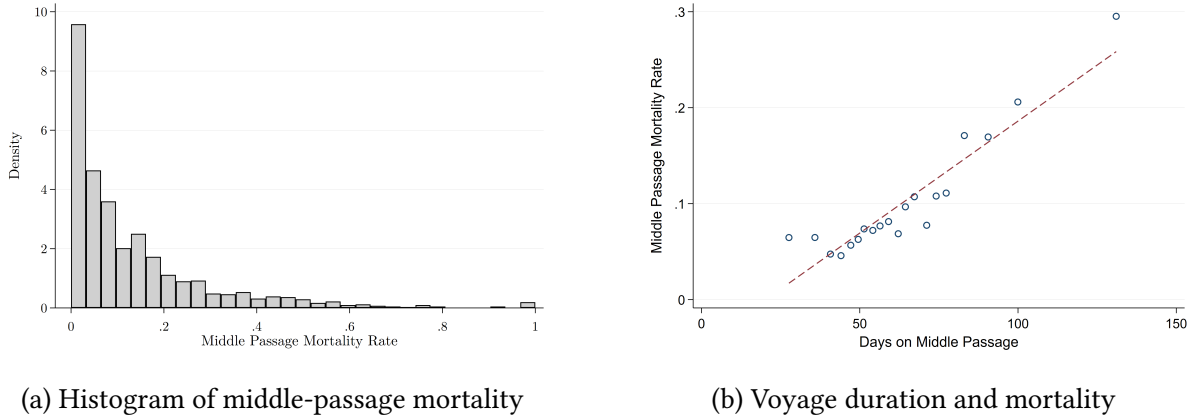 10
8
6
4
2
0
Density
0 .2 .4 .6 .8 1
Middle Passage Mortality Rate
(a) Histogram of middle-passage mortality
.3
.2
.1
0
Middle Passage Mortality Rate
0 50 100 150
Days on Middle Passage
(b) Voyage duration and mortality